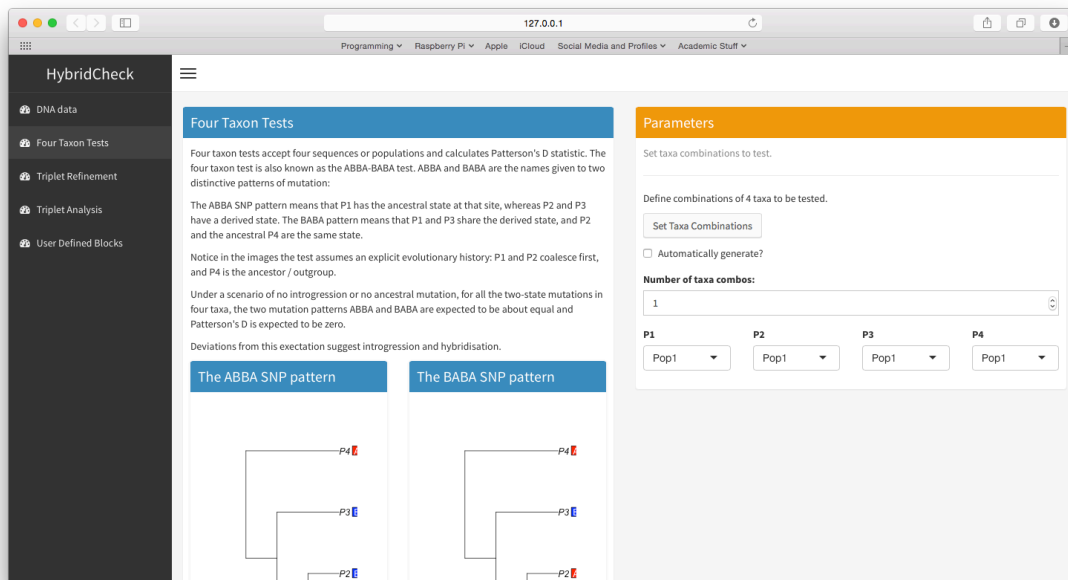 127.0.0.1
Programming Raspberry Pi Apple iCloud Social Media and Profiles Academic Stuff
HybridCheck
DNA data
Four Taxon Tests
Triplet Refinement
Triplet Analysis
User Defined Blocks
Four Taxon Tests
Four taxon tests accept four sequences or populations and calculates Patterson's D statistic. The
four taxon test is also known as the ABBA-BABA test. ABBA and BABA are the names given to two
distinctive patterns of mutation:
The ABBA SNP pattern means that P1 has the ancestral state at that site, whereas P2 and P3
have a derived state. The BABA pattern means that P1 and P3 share the derived state, and P2
and the ancestral P4 are the same state.
Notice in the images the test assumes an explicit evolutionary history: P1 and P2 coalesce first,
and P4 is the ancestor / outgroup.
Under a scenario of no introgression or no ancestral mutation, for all the two-state mutations in
four taxa, the two mutation patterns ABBA and BABA are expected to be about equal and
Patterson's D is expected to be zero.
Deviations from this exectation suggest introgression and hybridisation.
The ABBA SNP pattern
P4 A
P3 B
P2 B
The BABA SNP pattern
P4 A
P3 B
P2 A
Parameters
Set taxa combinations to test.
Define combinations of 4 taxa to be tested.
Set Taxa Combinations
Automatically generate?
Number of taxa combos:
1
P1 P2 P3 P4
Pop1 Pop1 Pop1 Pop1